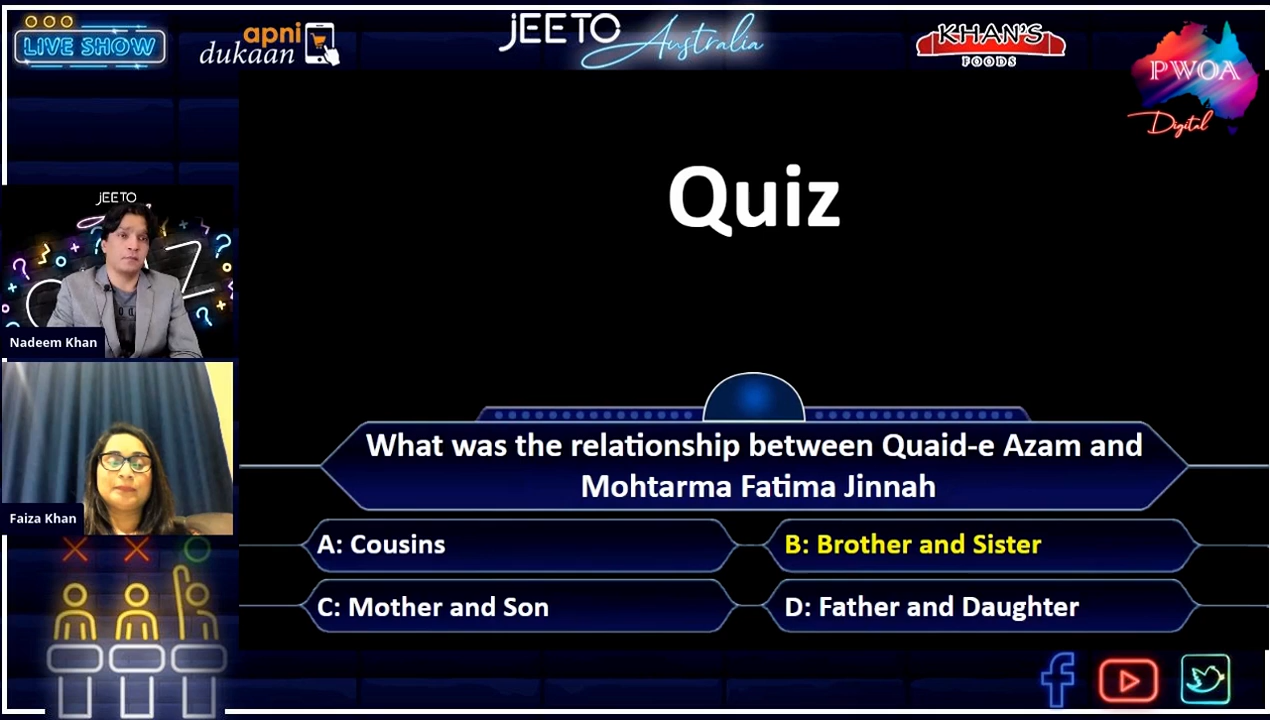 LIVE SHOW
apni
dukaan
JEETO
Australia
KHAN'S
FOODS
PWOA
Digital
JEETO
Nadeem Khan
Faiza Khan
Quiz
What was the relationship between Quaid-e Azam and
Mohtarma Fatima Jinnah
A: Cousins
B: Brother and Sister
C: Mother and Son
D: Father and Daughter